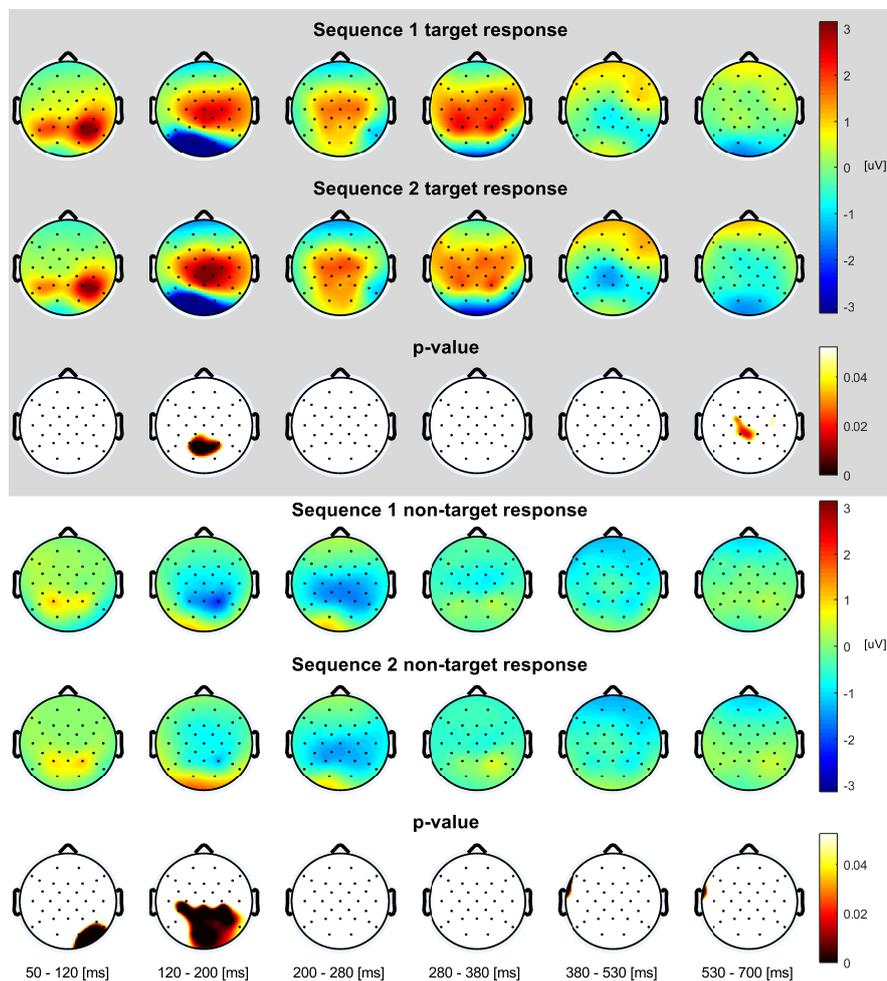 Sequence 1 target response
3
2
1
0 [uV]
-1
-2
-3
Sequence 2 target response
p-value
0.04
0.02
0
Sequence 1 non-target response
3
2
1
0 [uV]
-1
-2
-3
Sequence 2 non-target response
p-value
0.04
0.02
0
50 - 120 [ms] 120 - 200 [ms] 200 - 280 [ms] 280 - 380 [ms] 380 - 530 [ms] 530 - 700 [ms]